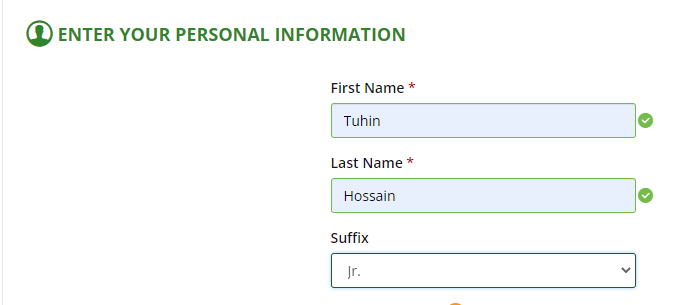 ENTER YOUR PERSONAL INFORMATION
First Name *
Tuhin
Last Name *
Hossain
Suffix
Jr.